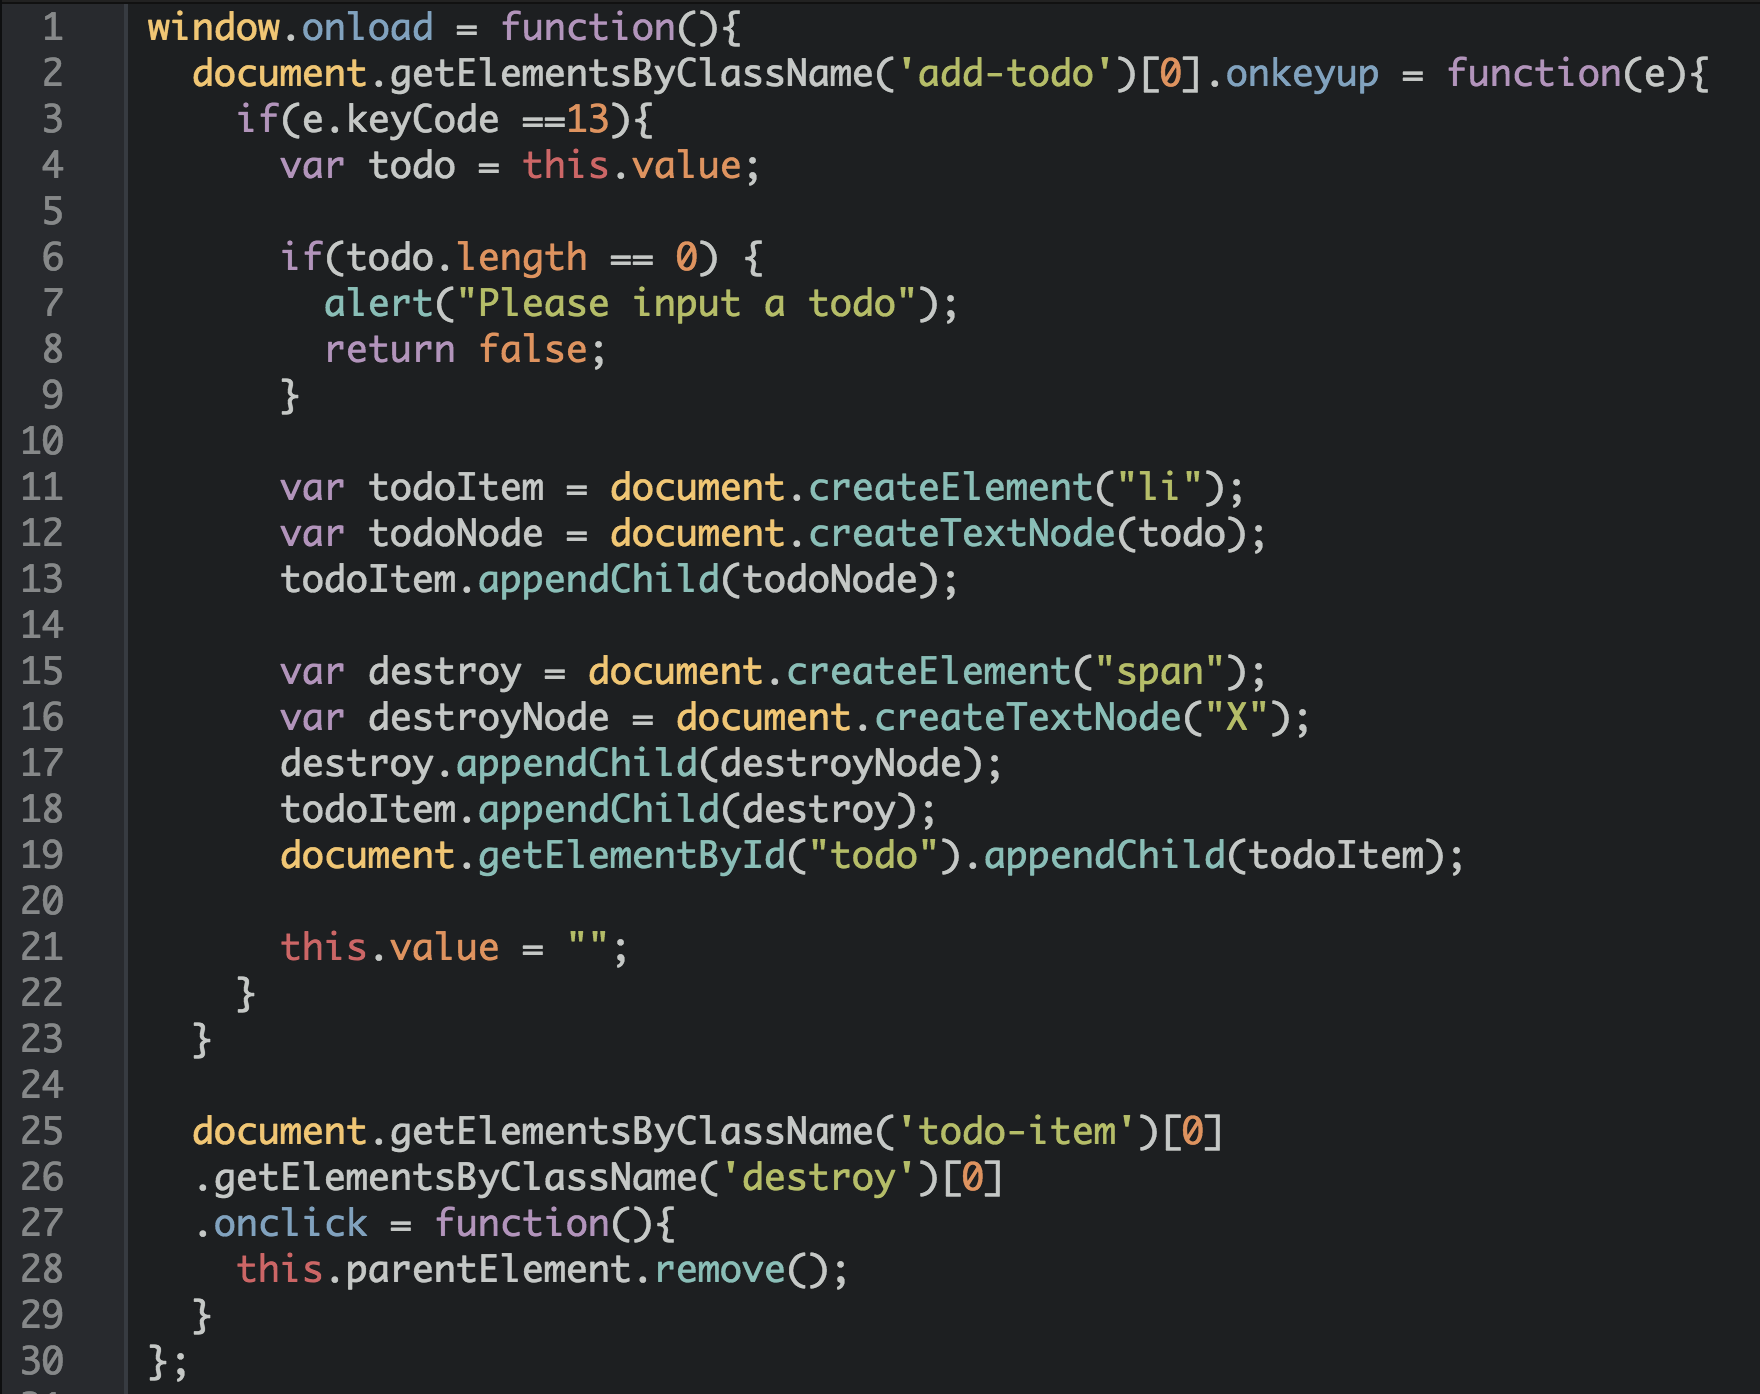 1 window.onload = function(){
2   document.getElementsByClassName('add-todo')[0].onkeyup = function(e){
3     if(e.keyCode ==13){
4       var todo = this.value;
5
6       if(todo.length == 0) {
7         alert("Please input a todo");
8         return false;
9       }
10
11       var todoItem = document.createElement("li");
12       var todoNode = document.createTextNode(todo);
13       todoItem.appendChild(todoNode);
14
15       var destroy = document.createElement("span");
16       var destroyNode = document.createTextNode("X");
17       destroy.appendChild(destroyNode);
18       todoItem.appendChild(destroy);
19       document.getElementById("todo").appendChild(todoItem);
20
21       this.value = "";
22     }
23   }
24
25   document.getElementsByClassName('todo-item')[0]
26   .getElementsByClassName('destroy')[0]
27   .onclick = function(){
28     this.parentElement.remove();
29   }
30 };